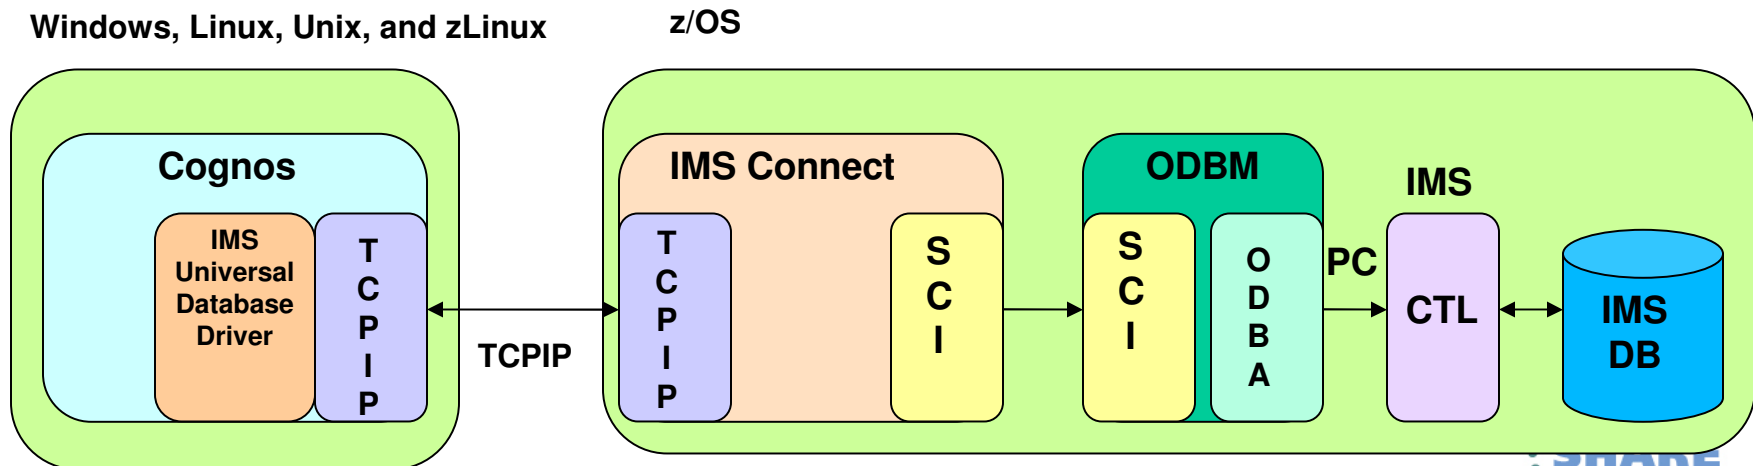 Windows, Linux, Unix, and zLinux
z/OS
Cognos
IMS
Universal
Database
Driver
T
C
P
I
P
TCPIP
IMS Connect
T
C
P
I
P
S
C
I
ODBM
S
C
I
O
D
B
A
PC
IMS
CTL
IMS
DB
SHARE